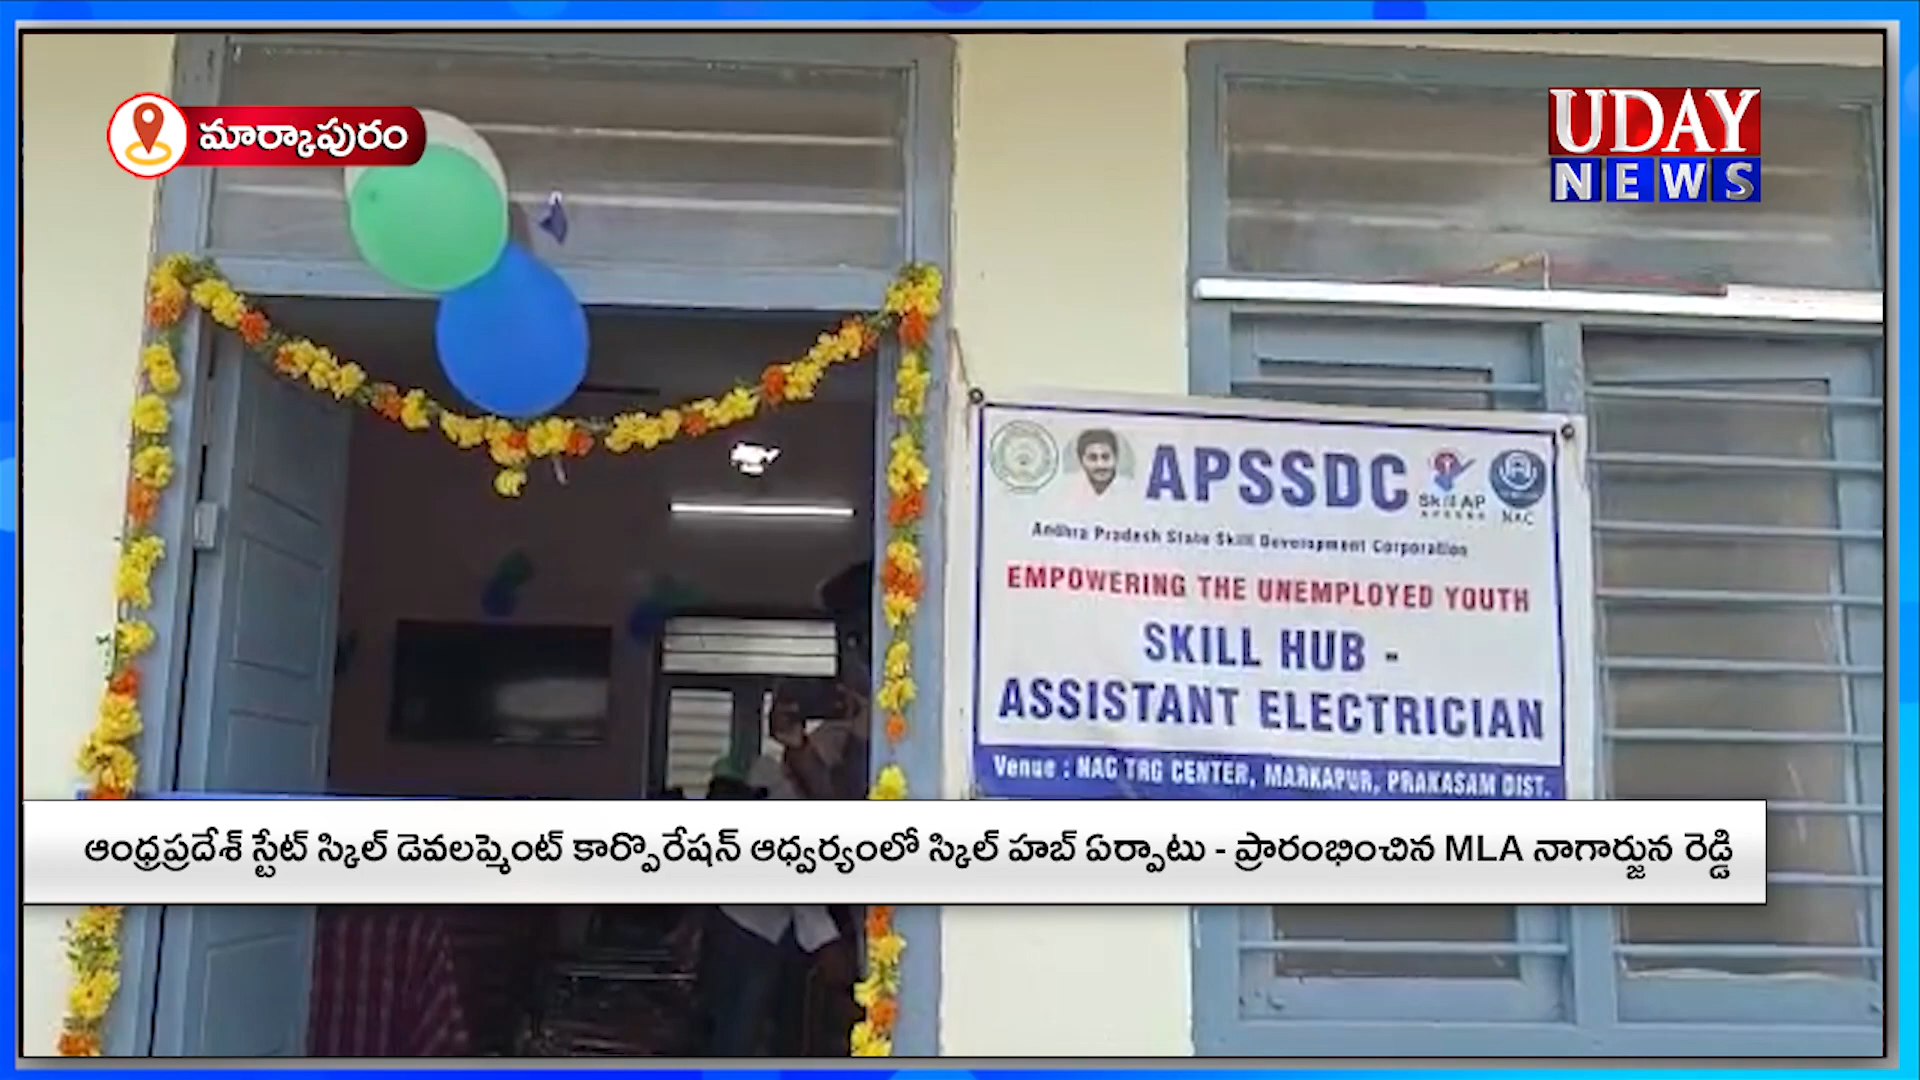 మార్కాపురం
UDAY
NEWS
APSSDC
Skill AP
APSSDC
NAC
Andhra Pradesh State Skill Development Corporation
EMPOWERING THE UNEMPLOYED YOUTH
SKILL HUB -
ASSISTANT ELECTRICIAN
Venue : NAC TRG CENTER, MARKAPUR, PRAKASAM DIST.
ఆంధ్రప్రదేశ్ స్టేట్ స్కిల్ డెవలప్మెంట్ కార్పొరేషన్ ఆధ్వర్యంలో స్కిల్ హబ్ ఏర్పాటు - ప్రారంభించిన MLA నాగార్జున రెడ్డి